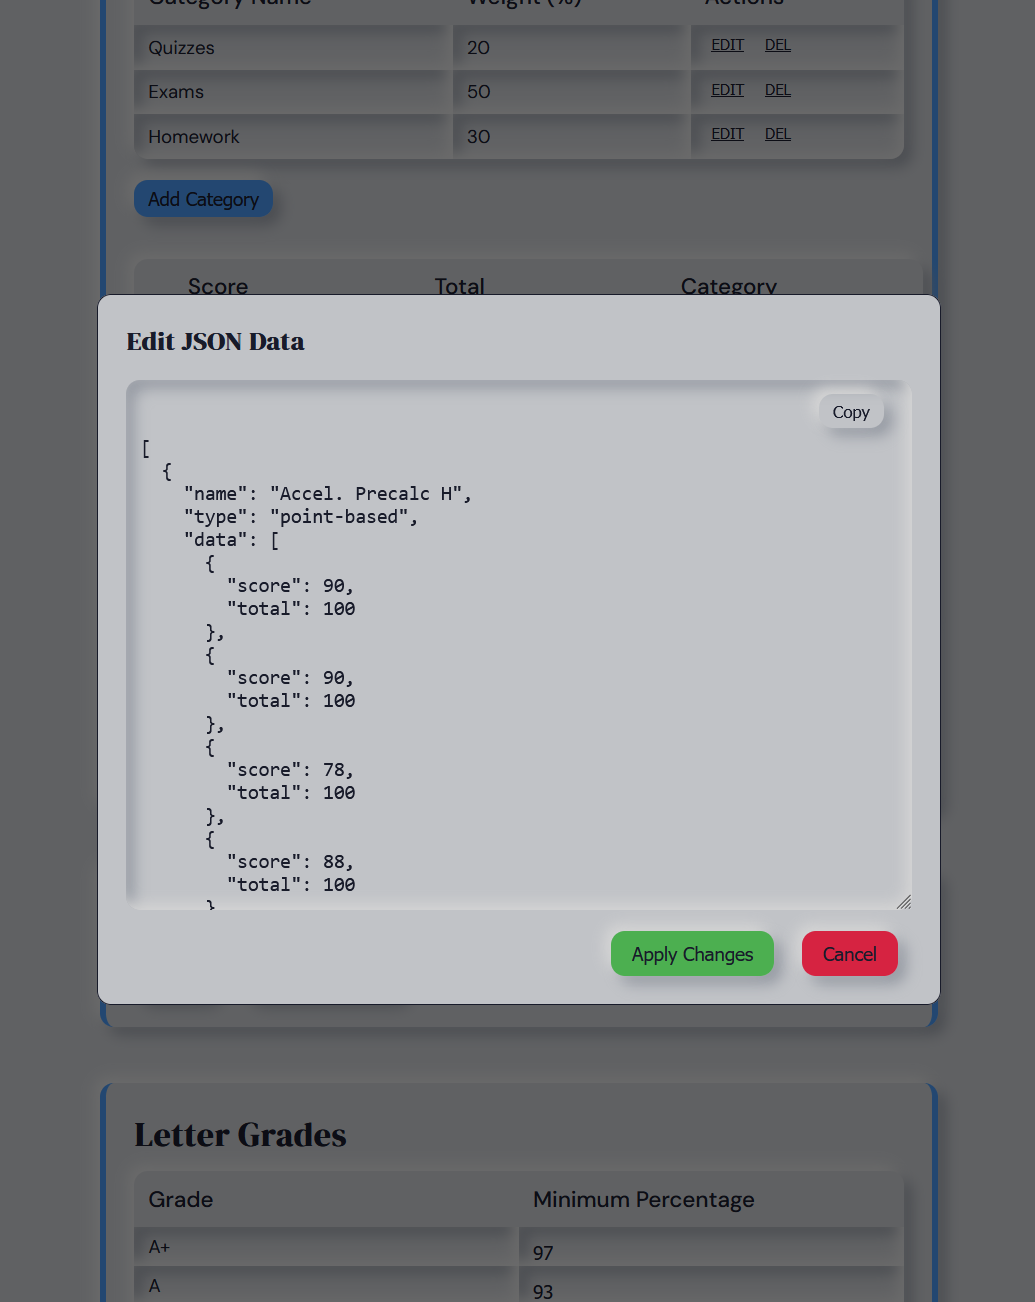 Category Name Weight (%) Actions
Quizzes 20 EDIT DEL
Exams 50 EDIT DEL
Homework 30 EDIT DEL
Add Category
Score Total Category
Edit JSON Data
Copy
[
  {
    "name": "Accel. Precalc H",
    "type": "point-based",
    "data": [
      {
        "score": 90,
        "total": 100
      },
      {
        "score": 90,
        "total": 100
      },
      {
        "score": 78,
        "total": 100
      },
      {
        "score": 88,
        "total": 100
      }
Apply Changes Cancel
Letter Grades
Grade Minimum Percentage
A+ 97
A 93